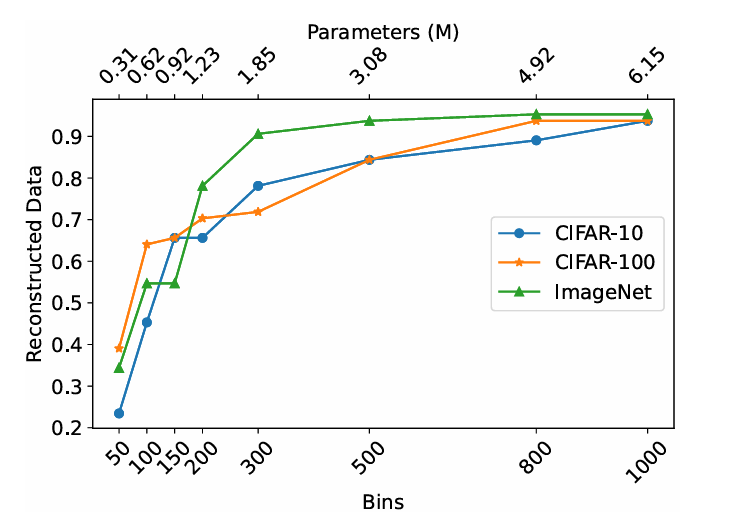 Parameters (M)
0.31 0.62 0.92 1.23 1.85 3.08 4.92 6.15
Reconstructed Data
0.9
0.8
0.7
0.6
0.5
0.4
0.3
0.2
CIFAR-10
CIFAR-100
ImageNet
50 100 150 200 300 500 800 1000
Bins